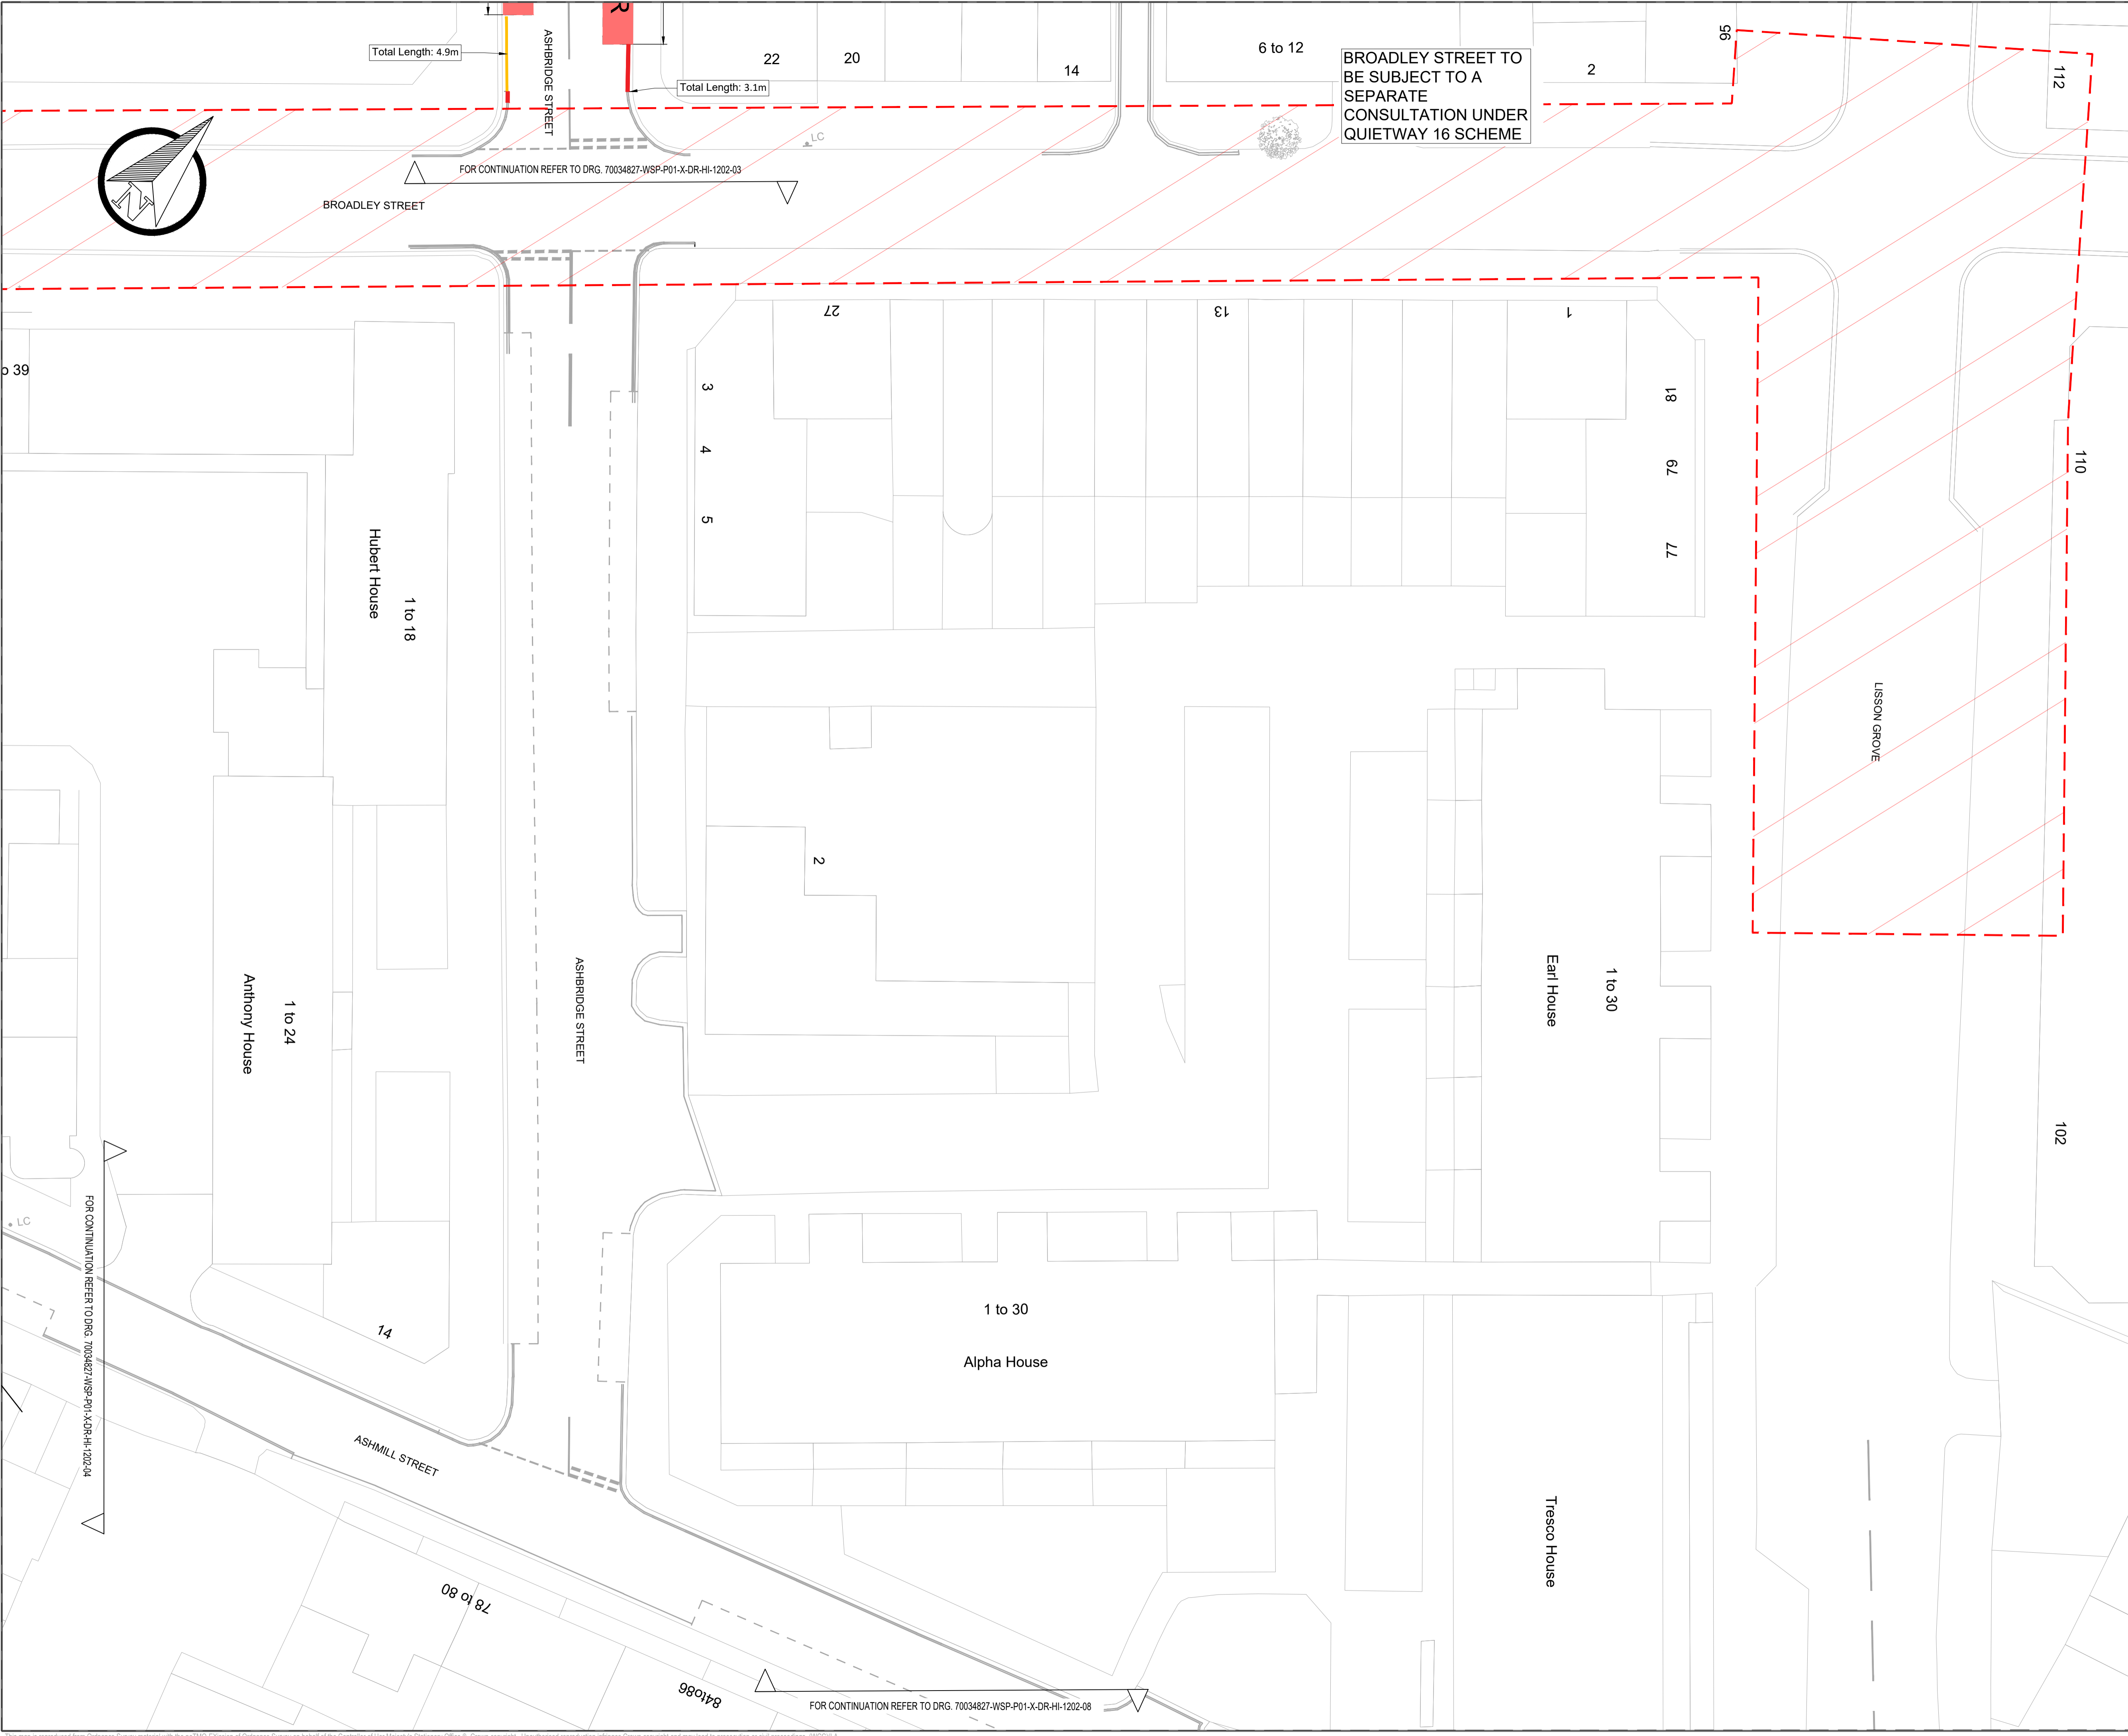 R
ASHBRIDGE STREET
Total Length: 4.9m
Total Length: 3.1m
22
20
14
6 to 12
BROADLEY STREET TO
BE SUBJECT TO A
SEPARATE
CONSULTATION UNDER
QUIETWAY 16 SCHEME
2
95
112
LC
FOR CONTINUATION REFER TO DRG. 70034827-WSP-P01-X-DR-HI-1202-03
N
BROADLEY STREET
27
13
1
o 39
3
4
5
81
79
77
110
Hubert House
1 to 18
LISSON GROVE
2
Anthony House
1 to 24
ASHBRIDGE STREET
Earl House
1 to 30
102
LC
FOR CONTINUATION REFER TO DRG. 70034827-WSP-P01-X-DR-HI-1202-04
14
1 to 30
Alpha House
ASHMILL STREET
Tresco House
78 to 80
84to86
FOR CONTINUATION REFER TO DRG. 70034827-WSP-P01-X-DR-HI-1202-08